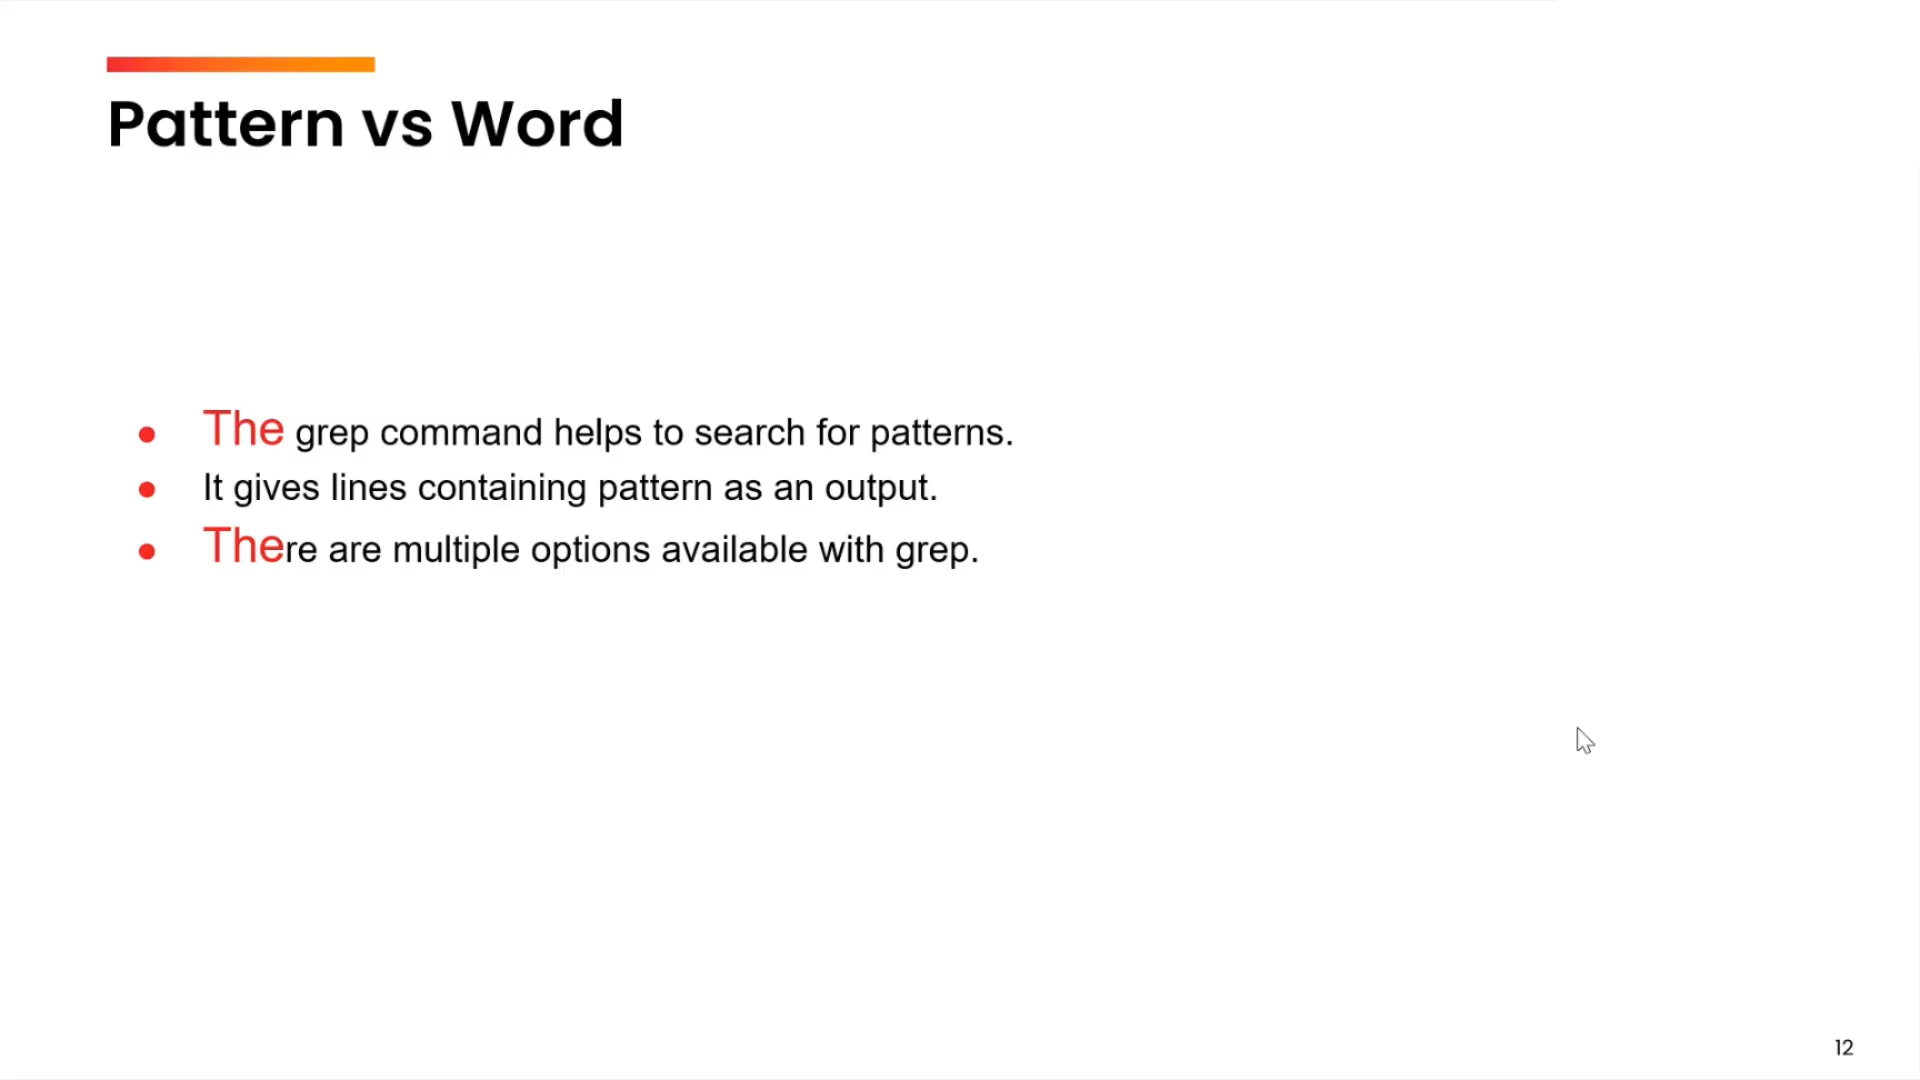 Pattern vs Word
• The grep command helps to search for patterns.
• It gives lines containing pattern as an output.
• There are multiple options available with grep.
12